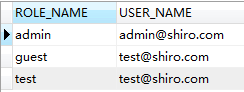 ROLE_NAME USER_NAME
admin admin@shiro.com
guest test@shiro.com
test test@shiro.com